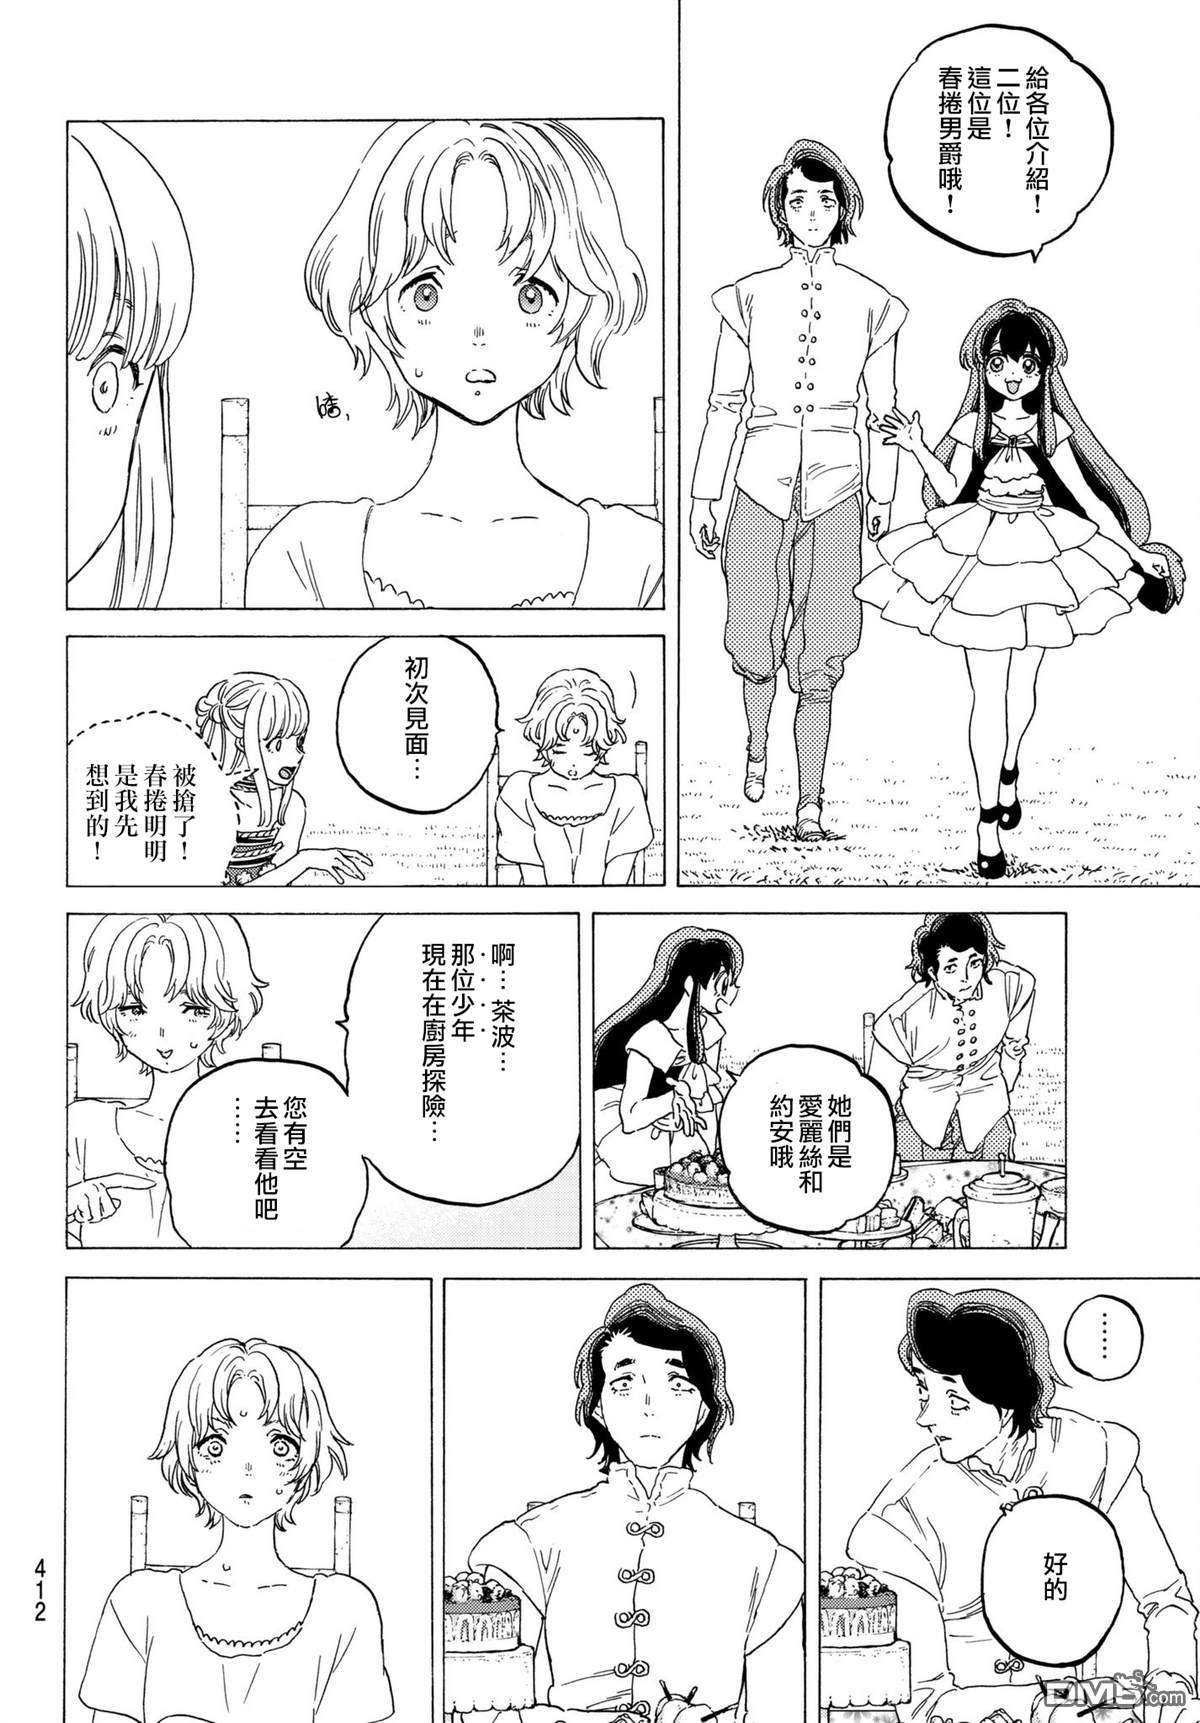 給各位介紹！
二位！
這位是
春捲男爵哦！
初次見面…
被搶了！
春捲明明
是我先
想到的！
她們是
愛麗絲和
約安哦
啊…茶波…
那位少年
現在在廚房探險…
您有空
去看看他吧
……
……
好的
412